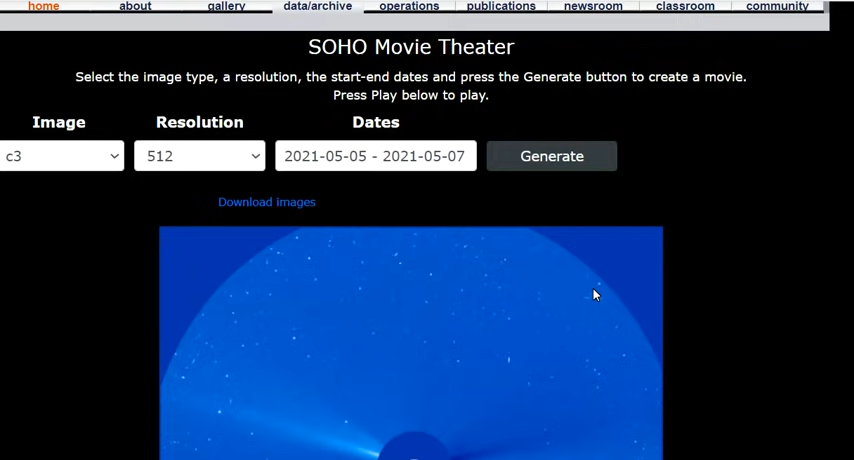 home about gallery data/archive operations publications newsroom classroom community
SOHO Movie Theater
Select the image type, a resolution, the start-end dates and press the Generate button to create a movie.
Press Play below to play.
Image Resolution Dates
c3 512 2021-05-05 - 2021-05-07 Generate
Download images